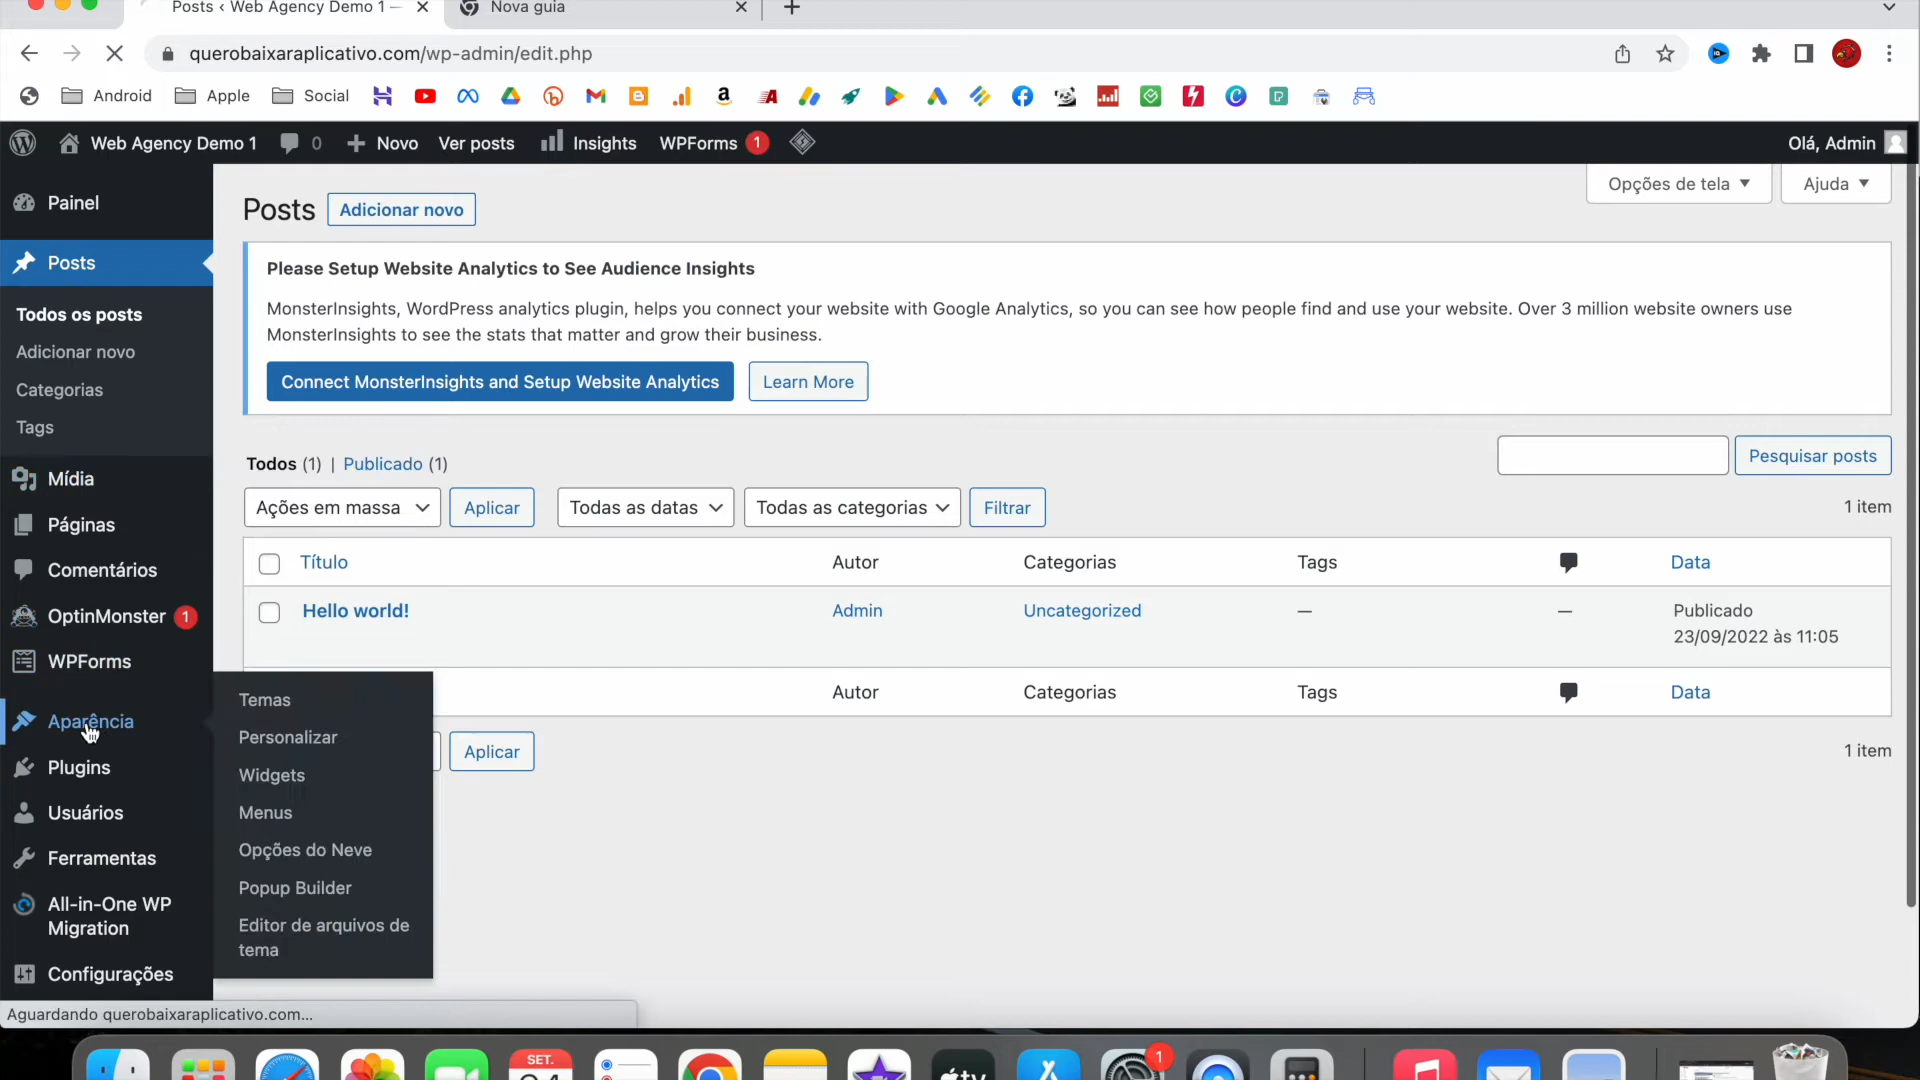 Posts ‹ Web Agency Demo 1 —
Nova guia
querobaixaraplicativo.com/wp-admin/edit.php
Android
Apple
Social
Web Agency Demo 1
0
Novo
Ver posts
Insights
WPForms
1
Olá, Admin
Painel
Posts
Todos os posts
Adicionar novo
Categorias
Tags
Mídia
Páginas
Comentários
OptinMonster
1
WPForms
Aparência
Plugins
Usuários
Ferramentas
All-in-One WP
Migration
Configurações
Temas
Personalizar
Widgets
Menus
Opções do Neve
Popup Builder
Editor de arquivos de
tema
Opções de tela
Ajuda
Posts
Adicionar novo
Please Setup Website Analytics to See Audience Insights
MonsterInsights, WordPress analytics plugin, helps you connect your website with Google Analytics, so you can see how people find and use your website. Over 3 million website owners use
MonsterInsights to see the stats that matter and grow their business.
Connect MonsterInsights and Setup Website Analytics
Learn More
Todos (1) | Publicado (1)
Pesquisar posts
Ações em massa
Aplicar
Todas as datas
Todas as categorias
Filtrar
1 item
Título
Autor
Categorias
Tags
Data
Hello world!
Admin
Uncategorized
—
—
Publicado
23/09/2022 às 11:05
Autor
Categorias
Tags
Data
Aplicar
1 item
Aguardando querobaixaraplicativo.com...
SET.
1